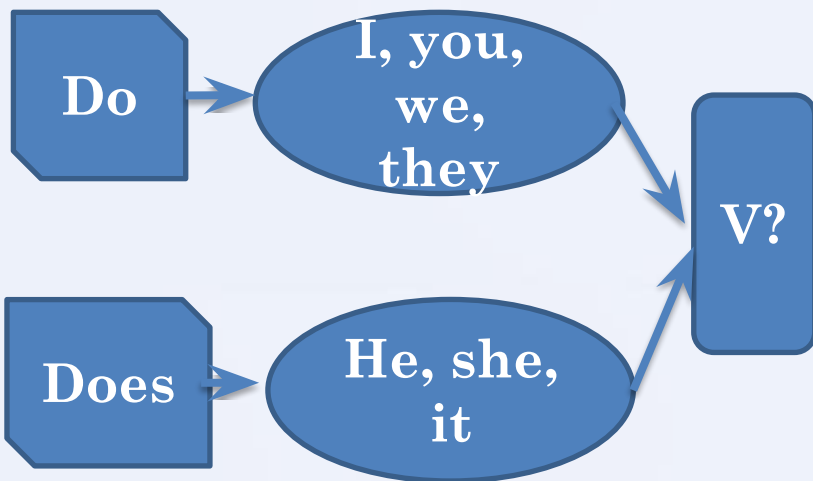 Do
I, you,
we,
they
V?
Does
He, she,
it